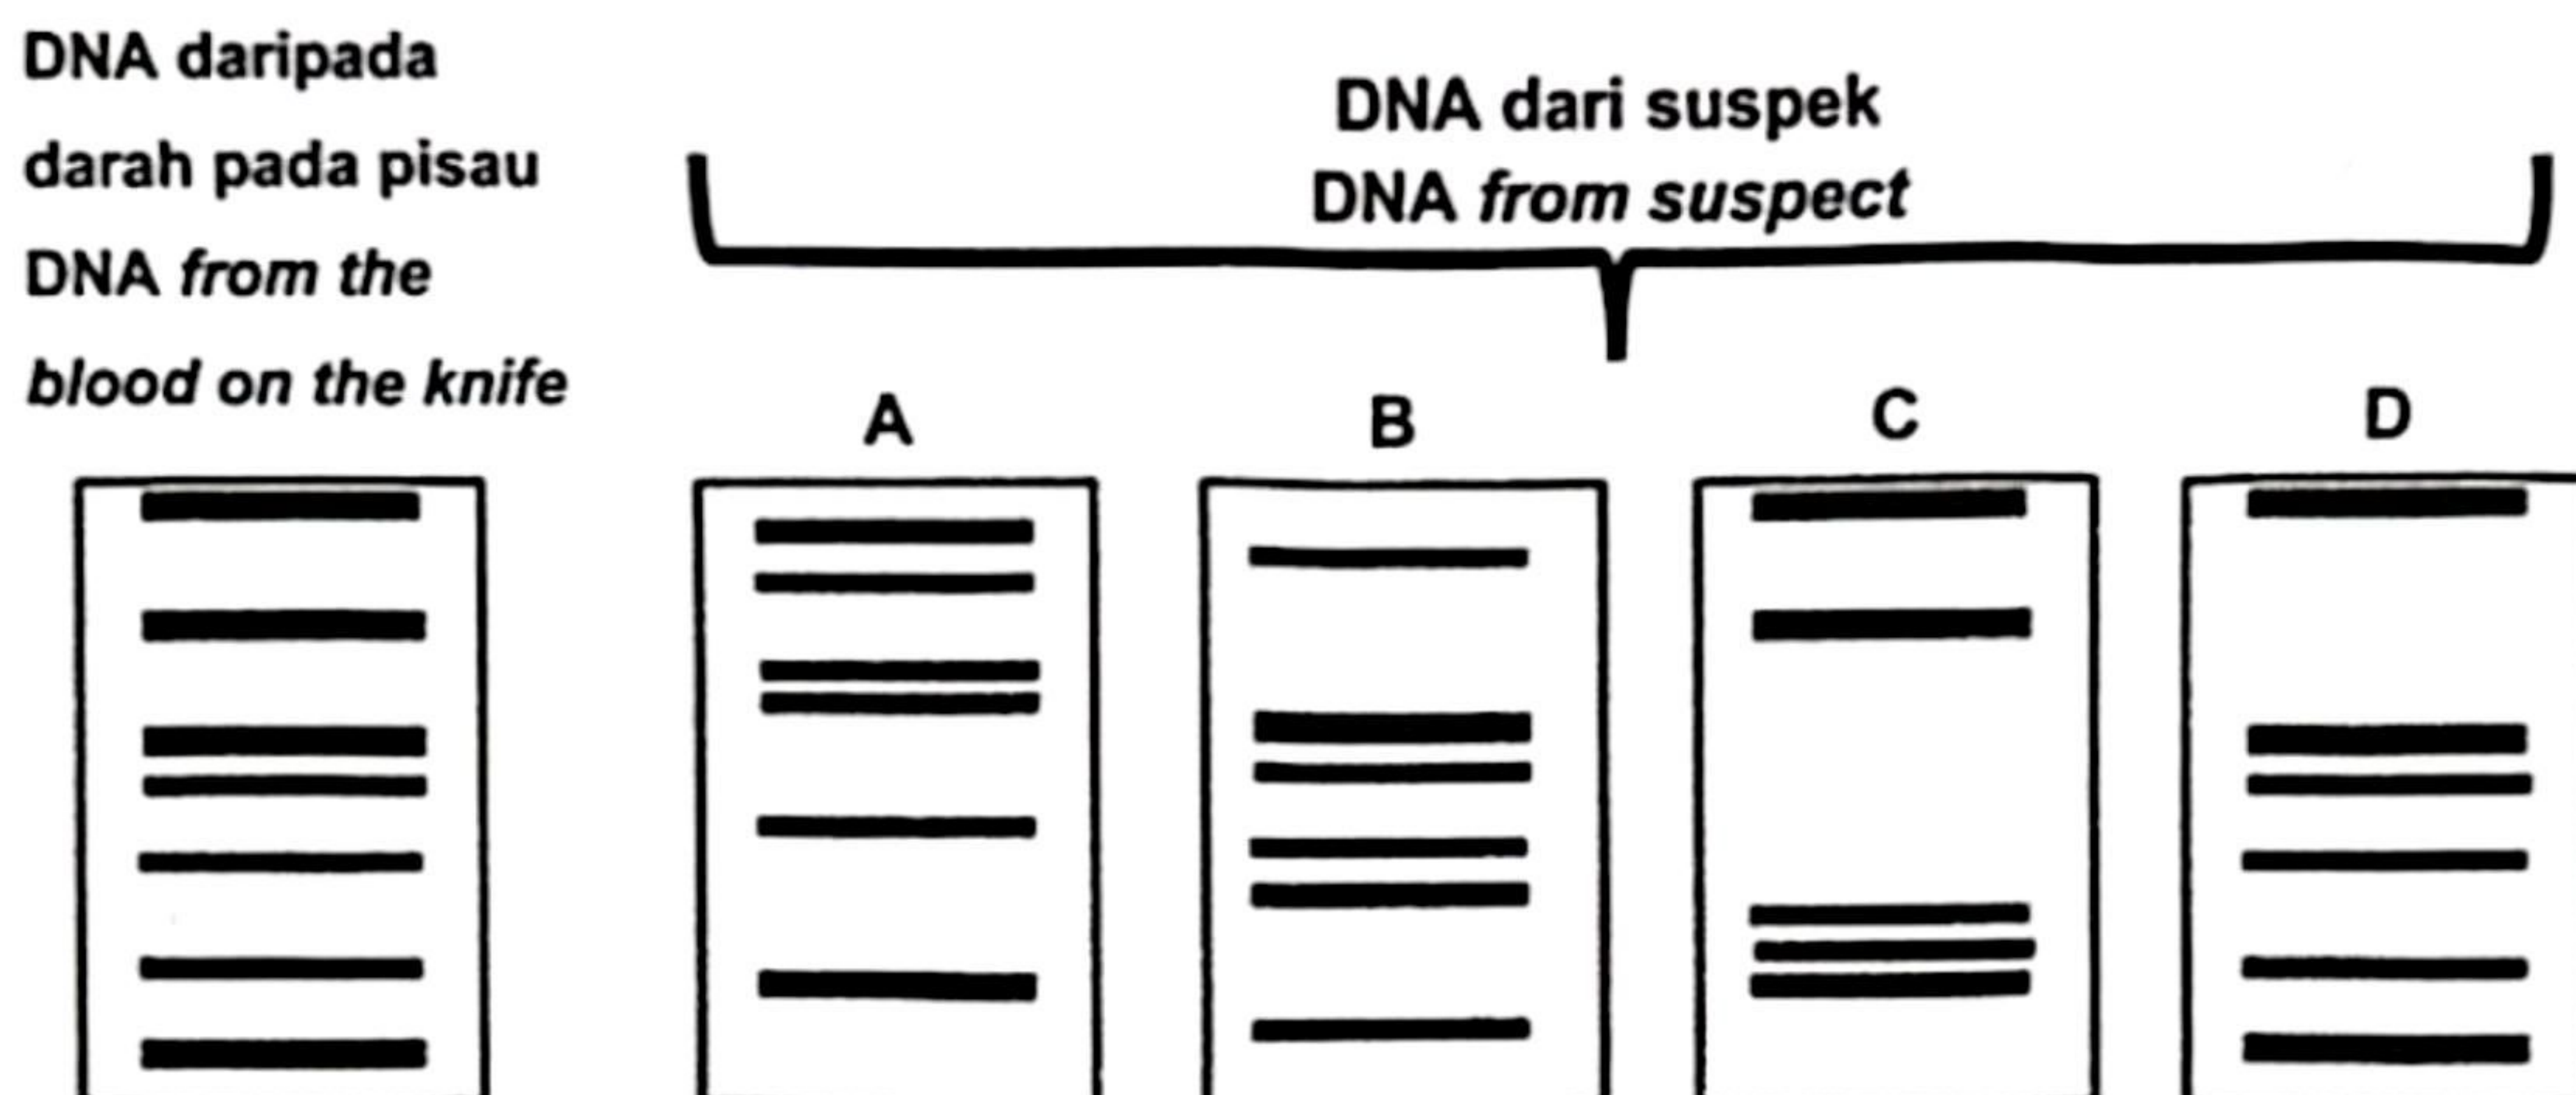 DNA daripada
darah pada pisau
DNA from the
blood on the knife
DNA dari suspek
DNA from suspect
A
B
C
D